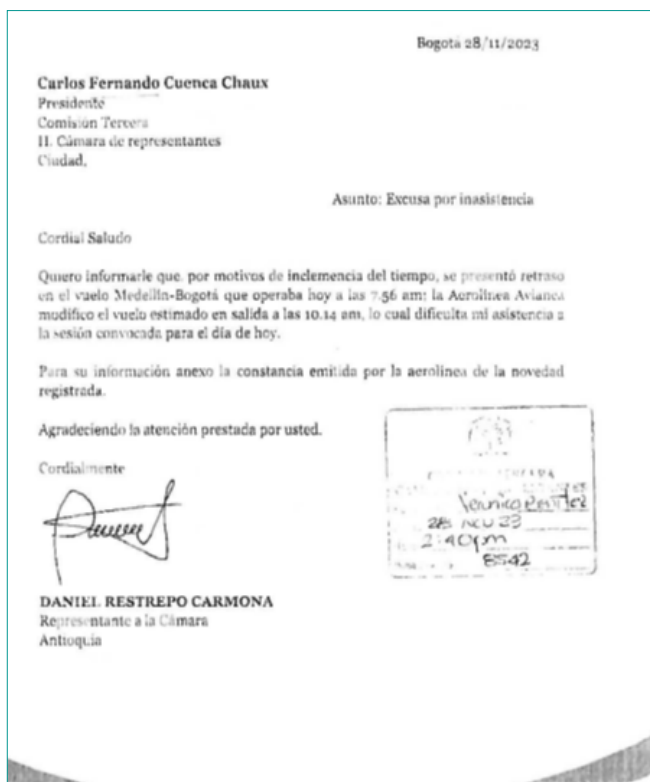 Bogotá 28/11/2023
Carlos Fernando Cuenca Chaux
Presidente
Comisión Tercera
H. Cámara de representantes
Ciudad,
Asunto: Excusa por inasistencia
Cordial Saludo
Quiero informarle que, por motivos de inclemencia del tiempo, se presentó retraso
en el vuelo Medellín-Bogotá que operaba hoy a las 7.56 am; la Aerolínea Avianca
modifico el vuelo estimado en salida a las 10.14 am, lo cual dificulta mi asistencia a
la sesión convocada para el día de hoy.
Para su información anexo la constancia emitida por la aerolínea de la novedad
registrada.
Agradeciendo la atención prestada por usted.
Cordialmente
28 NOV 23
2:40pm
8542
DANIEL RESTREPO CARMONA
Representante a la Cámara
Antioquia